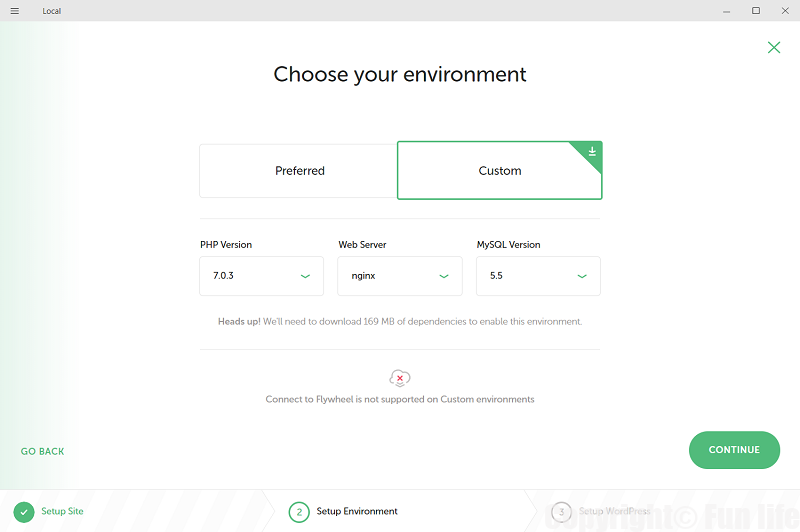 Local
Choose your environment
Preferred
Custom
PHP Version
Web Server
MySQL Version
7.0.3
nginx
5.5
Heads up! We'll need to download 169 MB of dependencies to enable this environment.
Connect to Flywheel is not supported on Custom environments
GO BACK
CONTINUE
Setup Site
2 Setup Environment
3 Setup WordPress
Copyright© Fun life